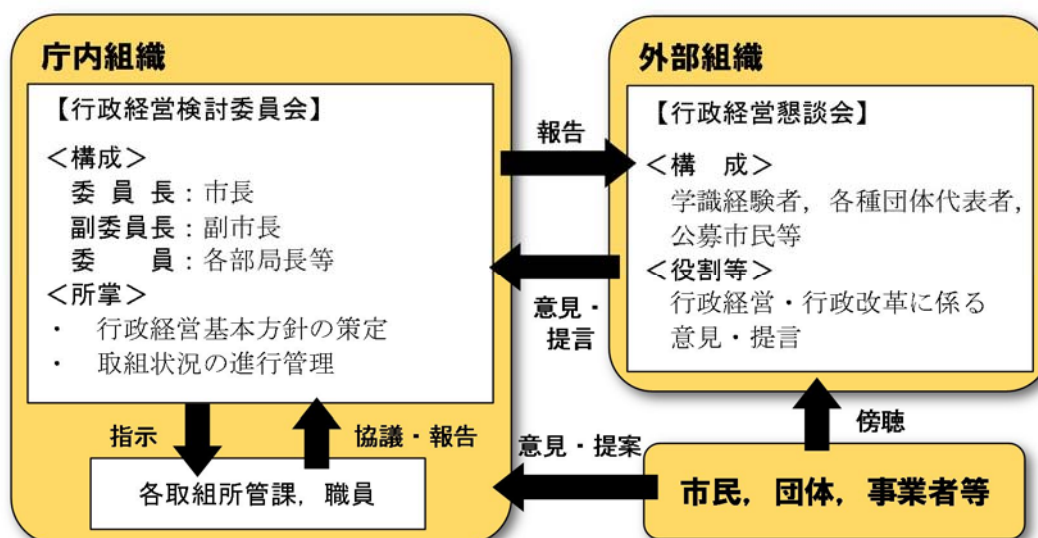 庁内組織
【行政経営検討委員会】
＜構成＞
委 員 長：市長
副委員長：副市長
委　　員：各部局長等
＜所掌＞
・　行政経営基本方針の策定
・　取組状況の進行管理
指示
協議・報告
各取組所管課，職員
報告
意見・
提言
意見・提案
外部組織
【行政経営懇談会】
＜構　成＞
学識経験者，各種団体代表者，
公募市民等
＜役割等＞
行政経営・行政改革に係る
意見・提言
傍聴
市民，団体，事業者等